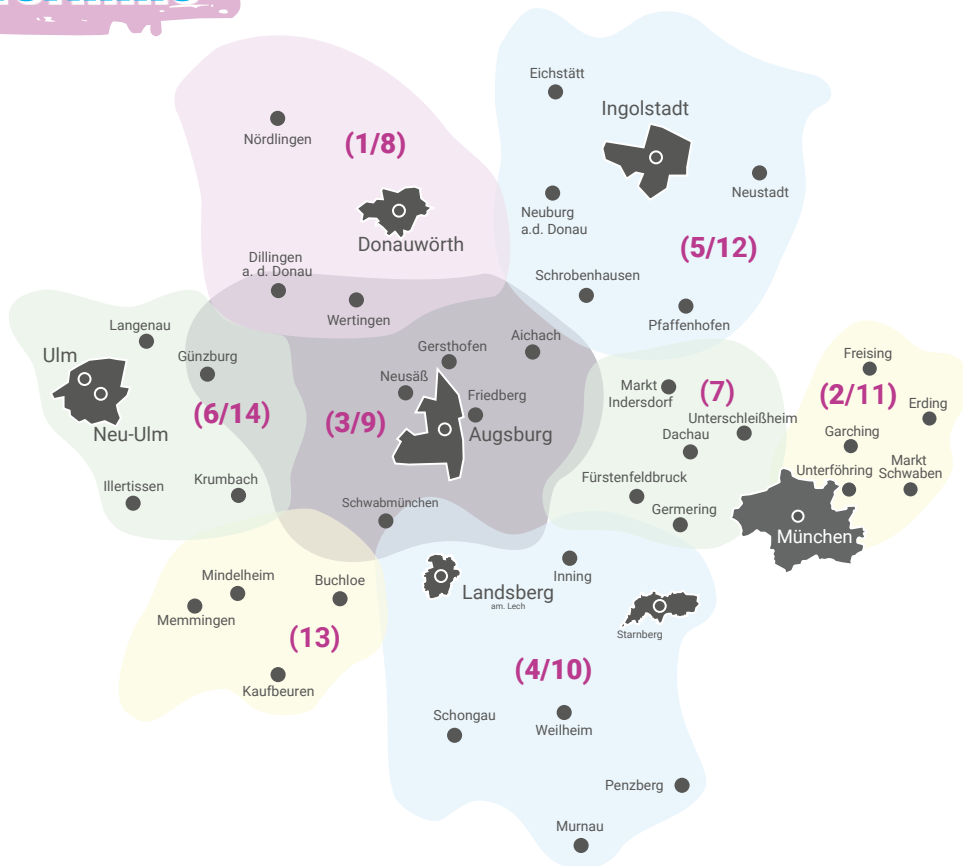 Eichstätt
Ingolstadt
Nördlingen
(1/8)
Neustadt
Neuburg
a.d. Donau
Donauwörth
(5/12)
Dillingen
a. d. Donau
Schrobenhausen
Wertingen
Pfaffenhofen
Langenau
Aichach
Gersthofen
Ulm
Günzburg
Freising
Neusäß
Markt
Indersdorf
(7)
(2/11)
Friedberg
Erding
(6/14)
(3/9)
Unterschleißheim
Neu-Ulm
Augsburg
Dachau
Garching
Markt
Schwaben
Unterföhring
Illertissen
Krumbach
Fürstenfeldbruck
Schwabmünchen
Germering
München
Mindelheim
Buchloe
Inning
Landsberg
am. Lech
Memmingen
Starnberg
(13)
(4/10)
Kaufbeuren
Schongau
Weilheim
Penzberg
Murnau